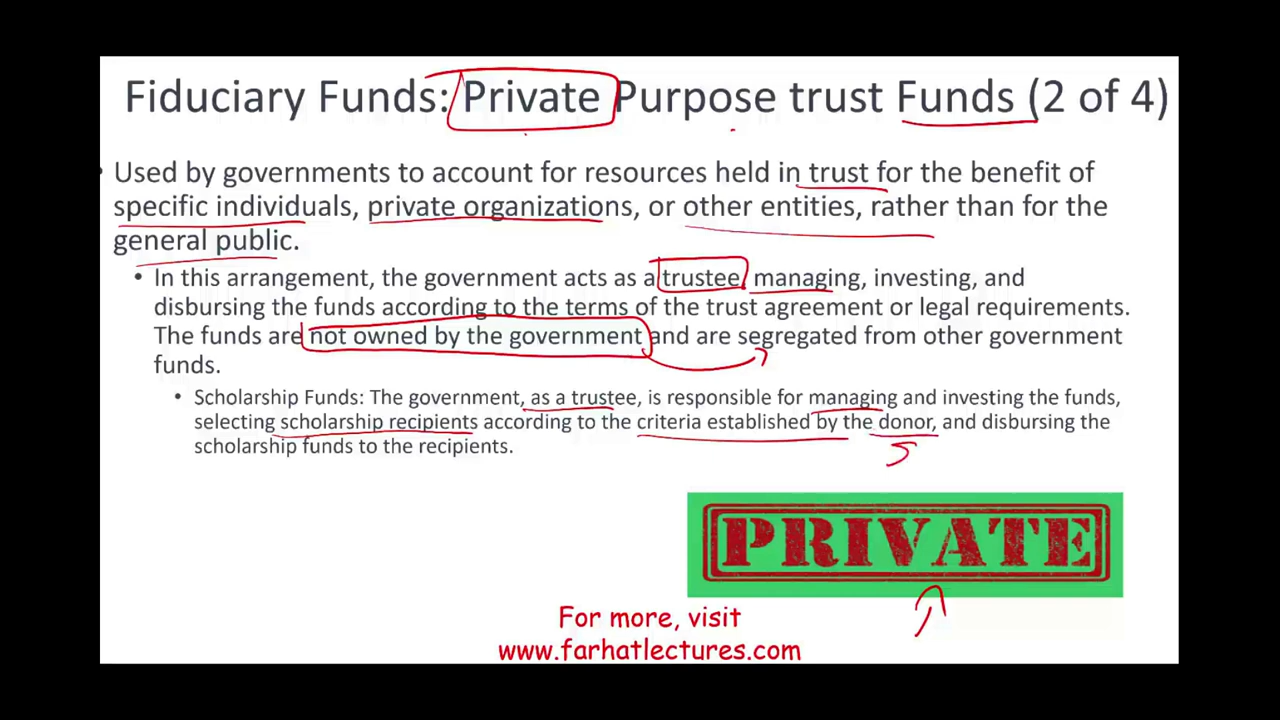 Fiduciary Funds: Private Purpose trust Funds (2 of 4)
• Used by governments to account for resources held in trust for the benefit of
specific individuals, private organizations, or other entities, rather than for the
general public.
• In this arrangement, the government acts as a trustee, managing, investing, and
disbursing the funds according to the terms of the trust agreement or legal requirements.
The funds are not owned by the government and are segregated from other government
funds.
• Scholarship Funds: The government, as a trustee, is responsible for managing and investing the funds,
selecting scholarship recipients according to the criteria established by the donor, and disbursing the
scholarship funds to the recipients.
PRIVATE
For more, visit
www.farhatlectures.com